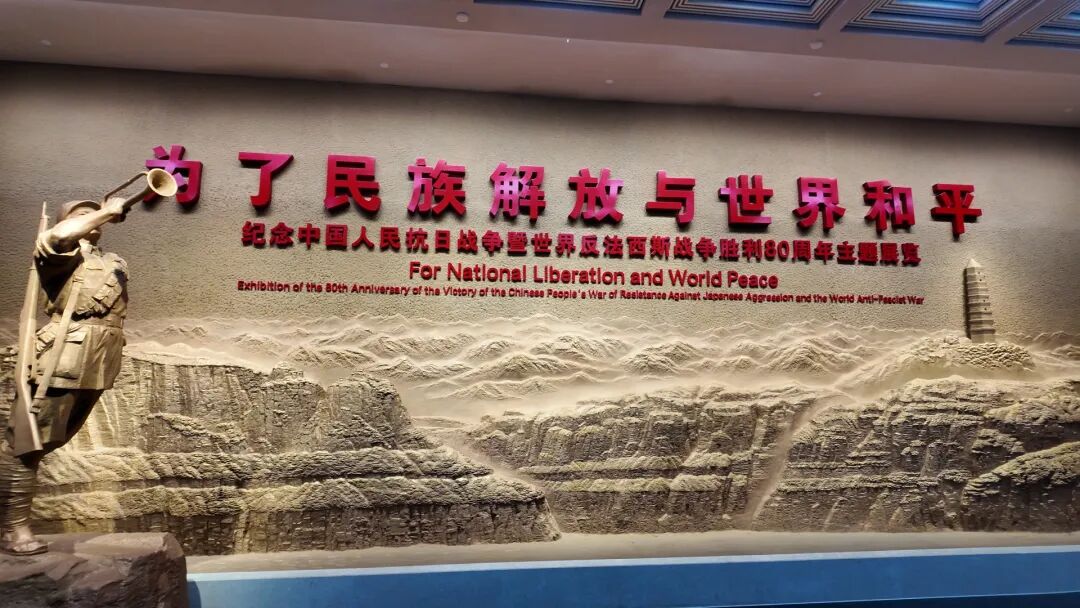 为了民族解放与世界和平
纪念中国人民抗日战争暨世界反法西斯战争胜利80周年主题展览
For National Liberation and World Peace
Exhibition of the 80th Anniversary of the Victory of the Chinese People's War of Resistance Against Japanese Aggression and the World Anti-Fascist War